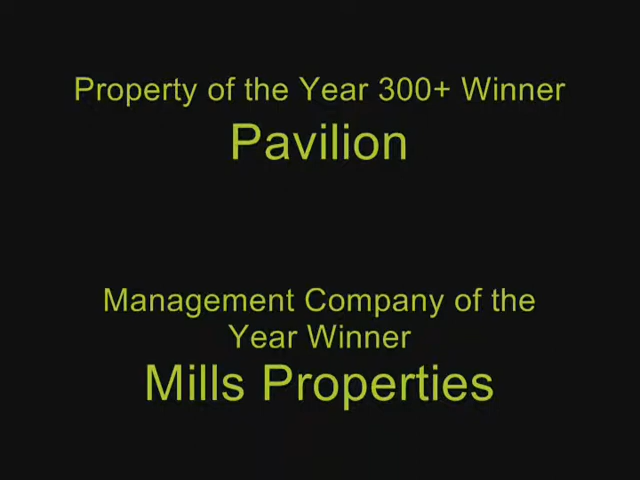 Property of the Year 300+ Winner
Pavilion
Management Company of the
Year Winner
Mills Properties